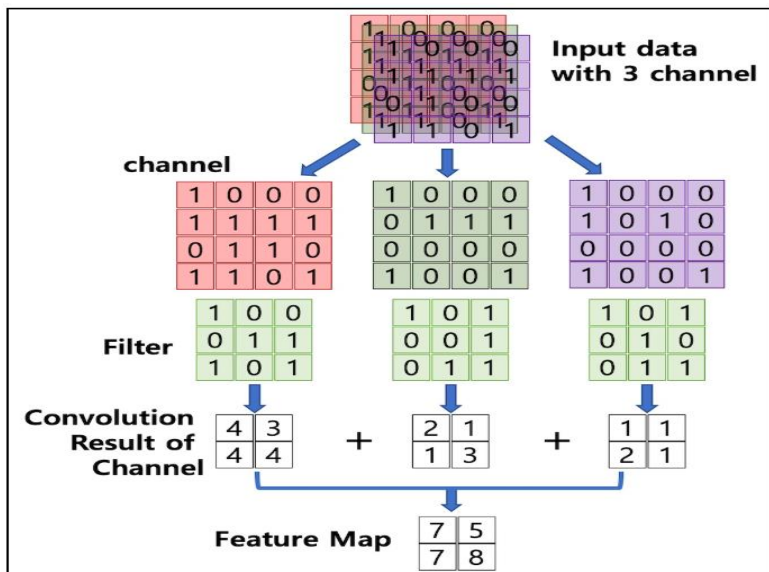 Input data
with 3 channel
channel
1 0 0 0 1 0 0 0 1 0 0 0
1 1 1 1 0 1 1 1 1 0 1 0
0 1 1 0 0 0 0 0 0 0 0 0
1 1 0 1 1 0 0 1 1 0 0 1
Filter
1 0 0 1 0 1 1 0 1
0 1 1 0 0 1 0 1 0
1 0 1 0 1 1 0 1 1
Convolution
Result of
Channel
4 3 + 2 1 + 1 1
4 4 1 3 2 1
Feature Map
7 5
7 8